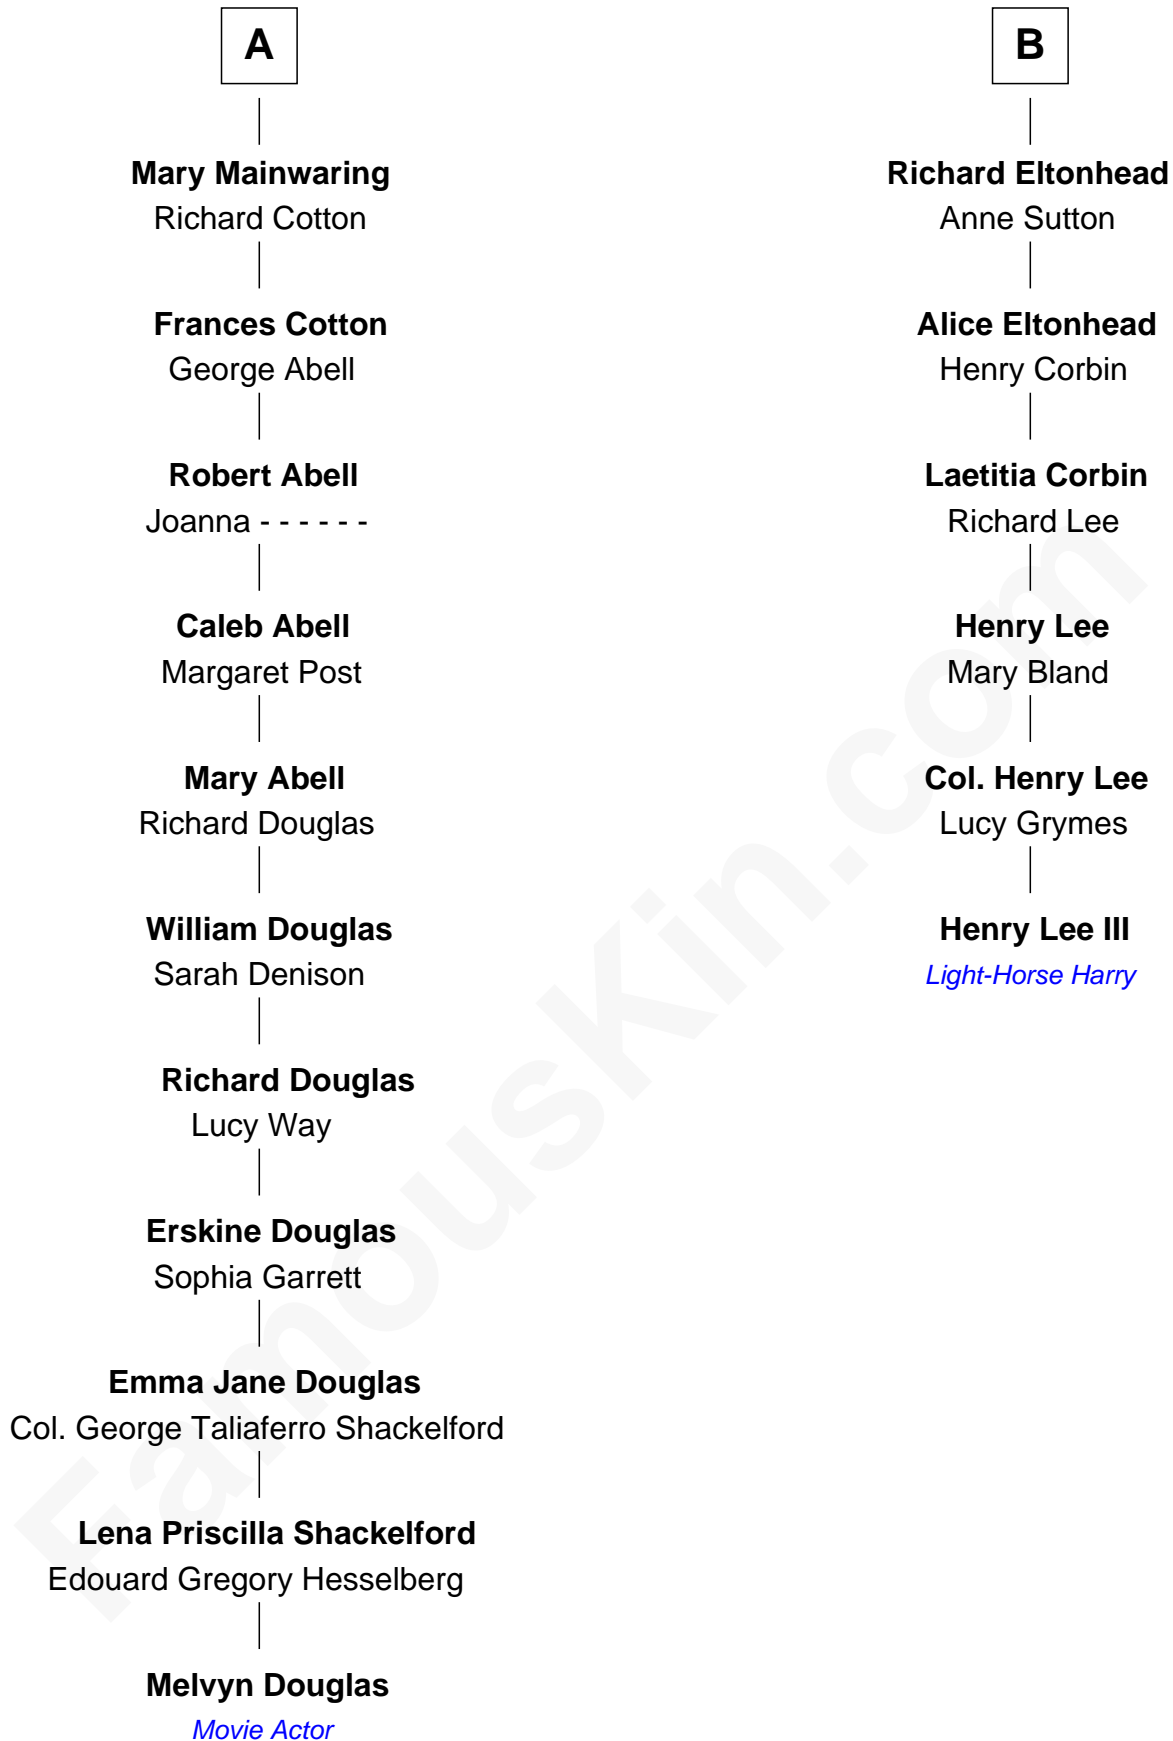 A
Mary Mainwaring
Richard Cotton
Frances Cotton
George Abell
Robert Abell
Joanna - - - - - -
Caleb Abell
Margaret Post
Mary Abell
Richard Douglas
William Douglas
Sarah Denison
Richard Douglas
Lucy Way
Erskine Douglas
Sophia Garrett
Emma Jane Douglas
Col. George Taliaferro Shackelford
Lena Priscilla Shackelford
Edouard Gregory Hesselberg
Melvyn Douglas
Movie Actor
B
Richard Eltonhead
Anne Sutton
Alice Eltonhead
Henry Corbin
Laetitia Corbin
Richard Lee
Henry Lee
Mary Bland
Col. Henry Lee
Lucy Grymes
Henry Lee III
Light-Horse Harry
FamousKin.com